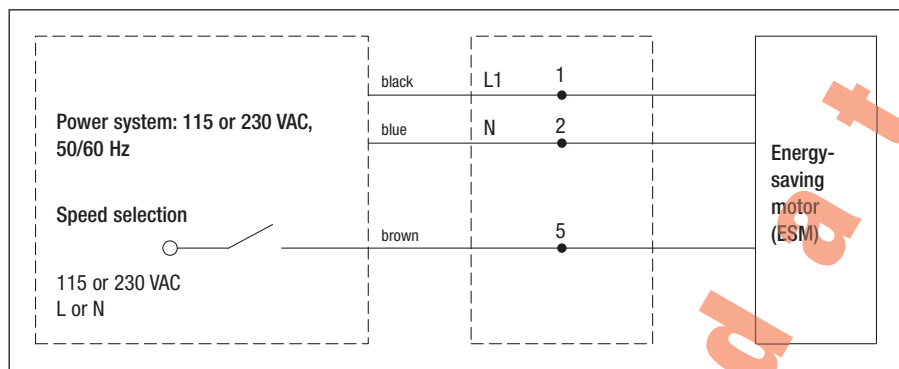 black
L1
1
Power system: 115 or 230 VAC,
50/60 Hz
blue
N
2
Energy-
saving
motor
(ESM)
Speed selection
brown
5
115 or 230 VAC
L or N
d a t